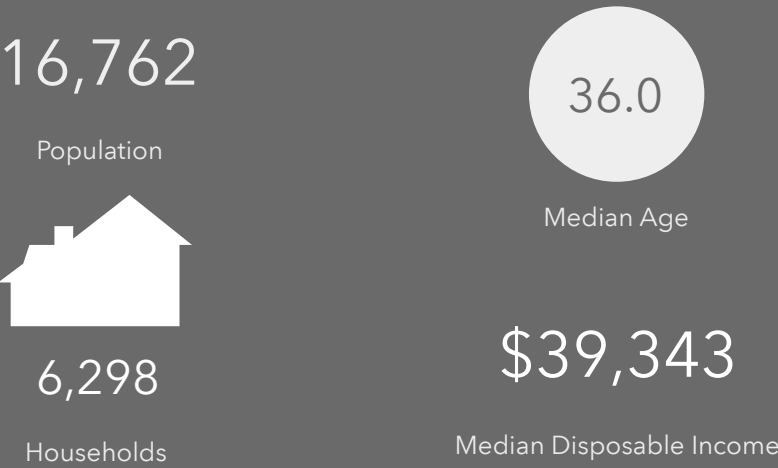 16,762
Population
6,298
Households
36.0
Median Age
$39,343
Median Disposable Income